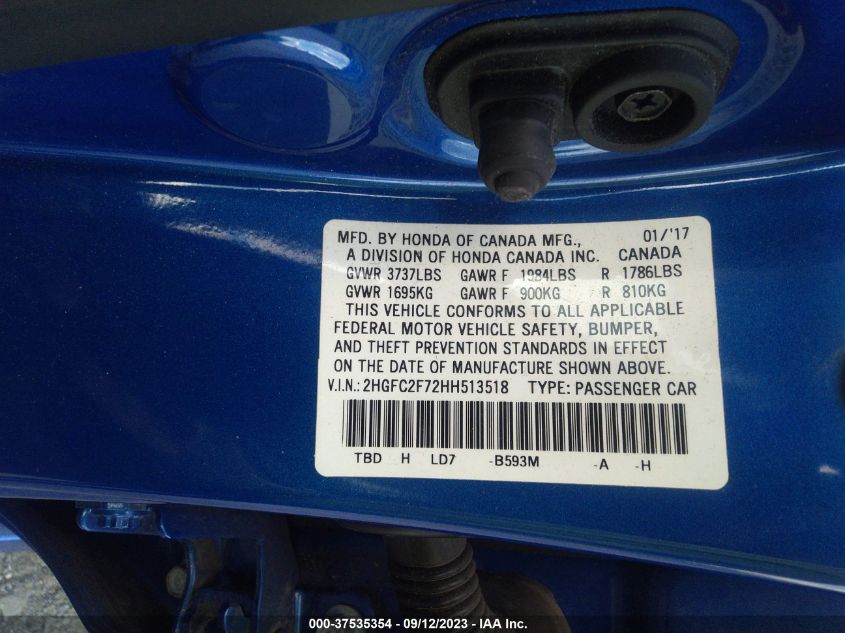 MFD. BY HONDA OF CANADA MFG., 01/'17
A DIVISION OF HONDA CANADA INC. CANADA
GVWR 3737LBS GAWR F 1984LBS R 1786LBS
GVWR 1695KG GAWR F 900KG R 810KG
THIS VEHICLE CONFORMS TO ALL APPLICABLE
FEDERAL MOTOR VEHICLE SAFETY, BUMPER,
AND THEFT PREVENTION STANDARDS IN EFFECT
ON THE DATE OF MANUFACTURE SHOWN ABOVE.
V.I.N.: 2HGFC2F72HH513518 TYPE: PASSENGER CAR
TBD H LD7 -B593M -A -H
000-37535354 - 09/12/2023 - IAA Inc.